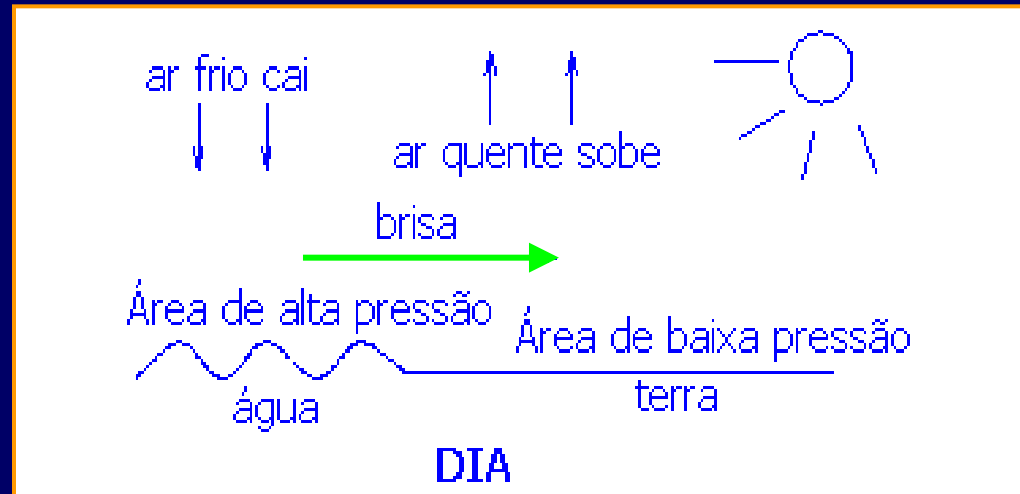 ar frio cai
ar quente sobe
brisa
Área de alta pressão
Área de baixa pressão
água
terra
DIA